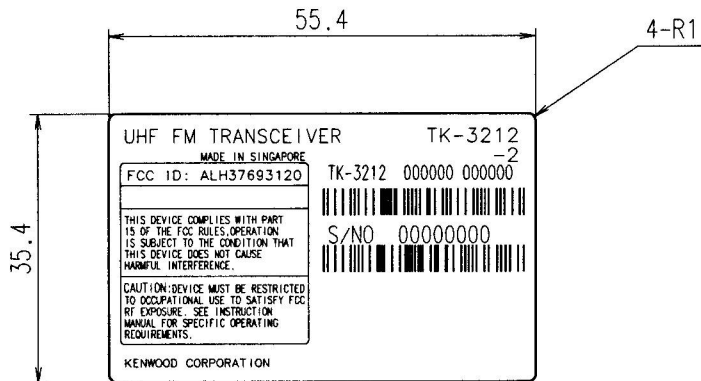 55.4
4-R1
35.4
UHF FM TRANSCEIVER TK-3212
-2
MADE IN SINGAPORE
FCC ID: ALH37693120
TK-3212 000000 000000
THIS DEVICE COMPLIES WITH PART
15 OF THE FCC RULES,OPERATION
IS SUBJECT TO THE CONDITION THAT
THIS DEVICE DOES NOT CAUSE
HARMFUL INTERFERENCE.
S/NO 00000000
CAUTION:DEVICE MUST BE RESTRICTED
TO OCCUPATIONAL USE TO SATISFY FCC
RF EXPOSURE. SEE INSTRUCTION
MANUAL FOR SPECIFIC OPERATING
REQUIREMENTS.
KENWOOD CORPORATION